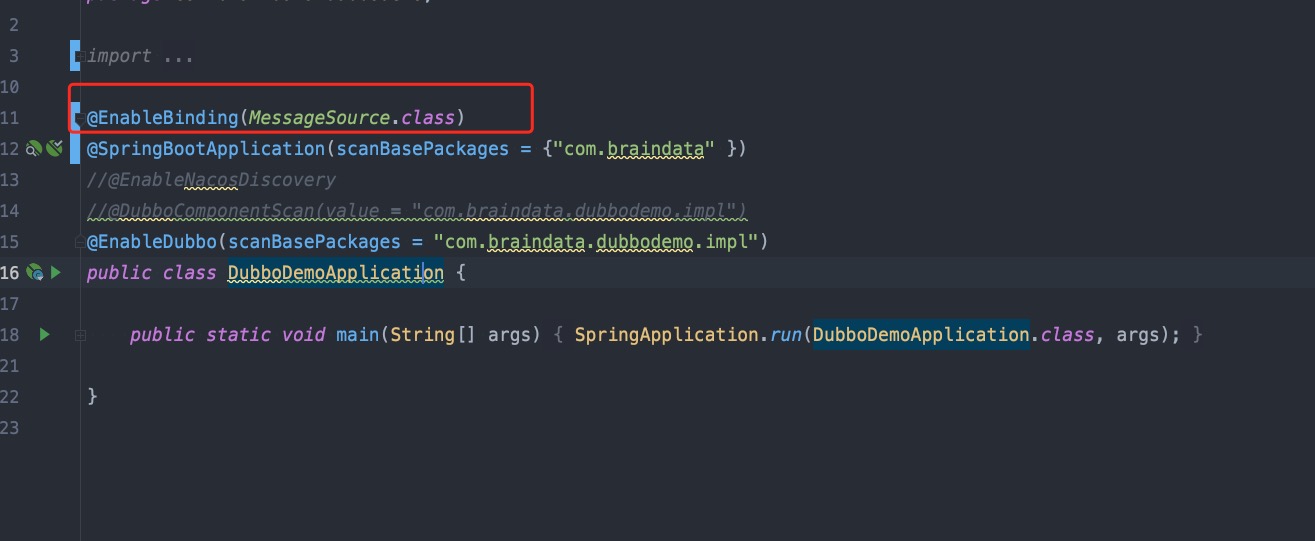 2
3 import ...
10
11 @EnableBinding(MessageSource.class)
12 @SpringBootApplication(scanBasePackages = {"com.braindata" })
13 //@EnableNacosDiscovery
14 //@DubboComponentScan(value = "com.braindata.dubbodemo.impl")
15 @EnableDubbo(scanBasePackages = "com.braindata.dubbodemo.impl")
16 public class DubboDemoApplication {
17
18 public static void main(String[] args) { SpringApplication.run(DubboDemoApplication.class, args); }
21
22 }
23